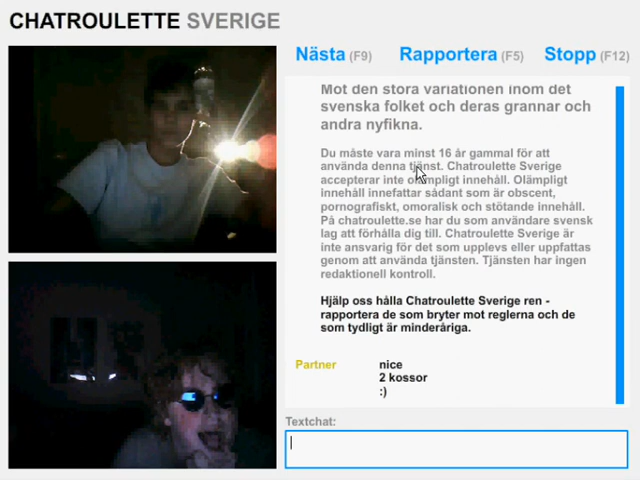 CHATROULETTE SVERIGE
Nästa (F9) Rapportera (F5) Stopp (F12)
Möt den stora variationen inom det
svenska folket och deras grannar och
andra nyfikna.
Du måste vara minst 16 år gammal för att
använda denna tjänst. Chatroulette Sverige
accepterar inte olämpligt innehåll. Olämpligt
innehåll innefattar sådant som är obscent,
pornografiskt, omoralisk och stötande innehåll.
På chatroulette.se har du som användare svensk
lag att förhålla dig till. Chatroulette Sverige är
inte ansvarig för det som upplevs eller uppfattas
genom att använda tjänsten. Tjänsten har ingen
redaktionell kontroll.
Hjälp oss hålla Chatroulette Sverige ren -
rapportera de som bryter mot reglerna och de
som tydligt är minderåriga.
Partner nice
2 kossor
:)
Textchat: